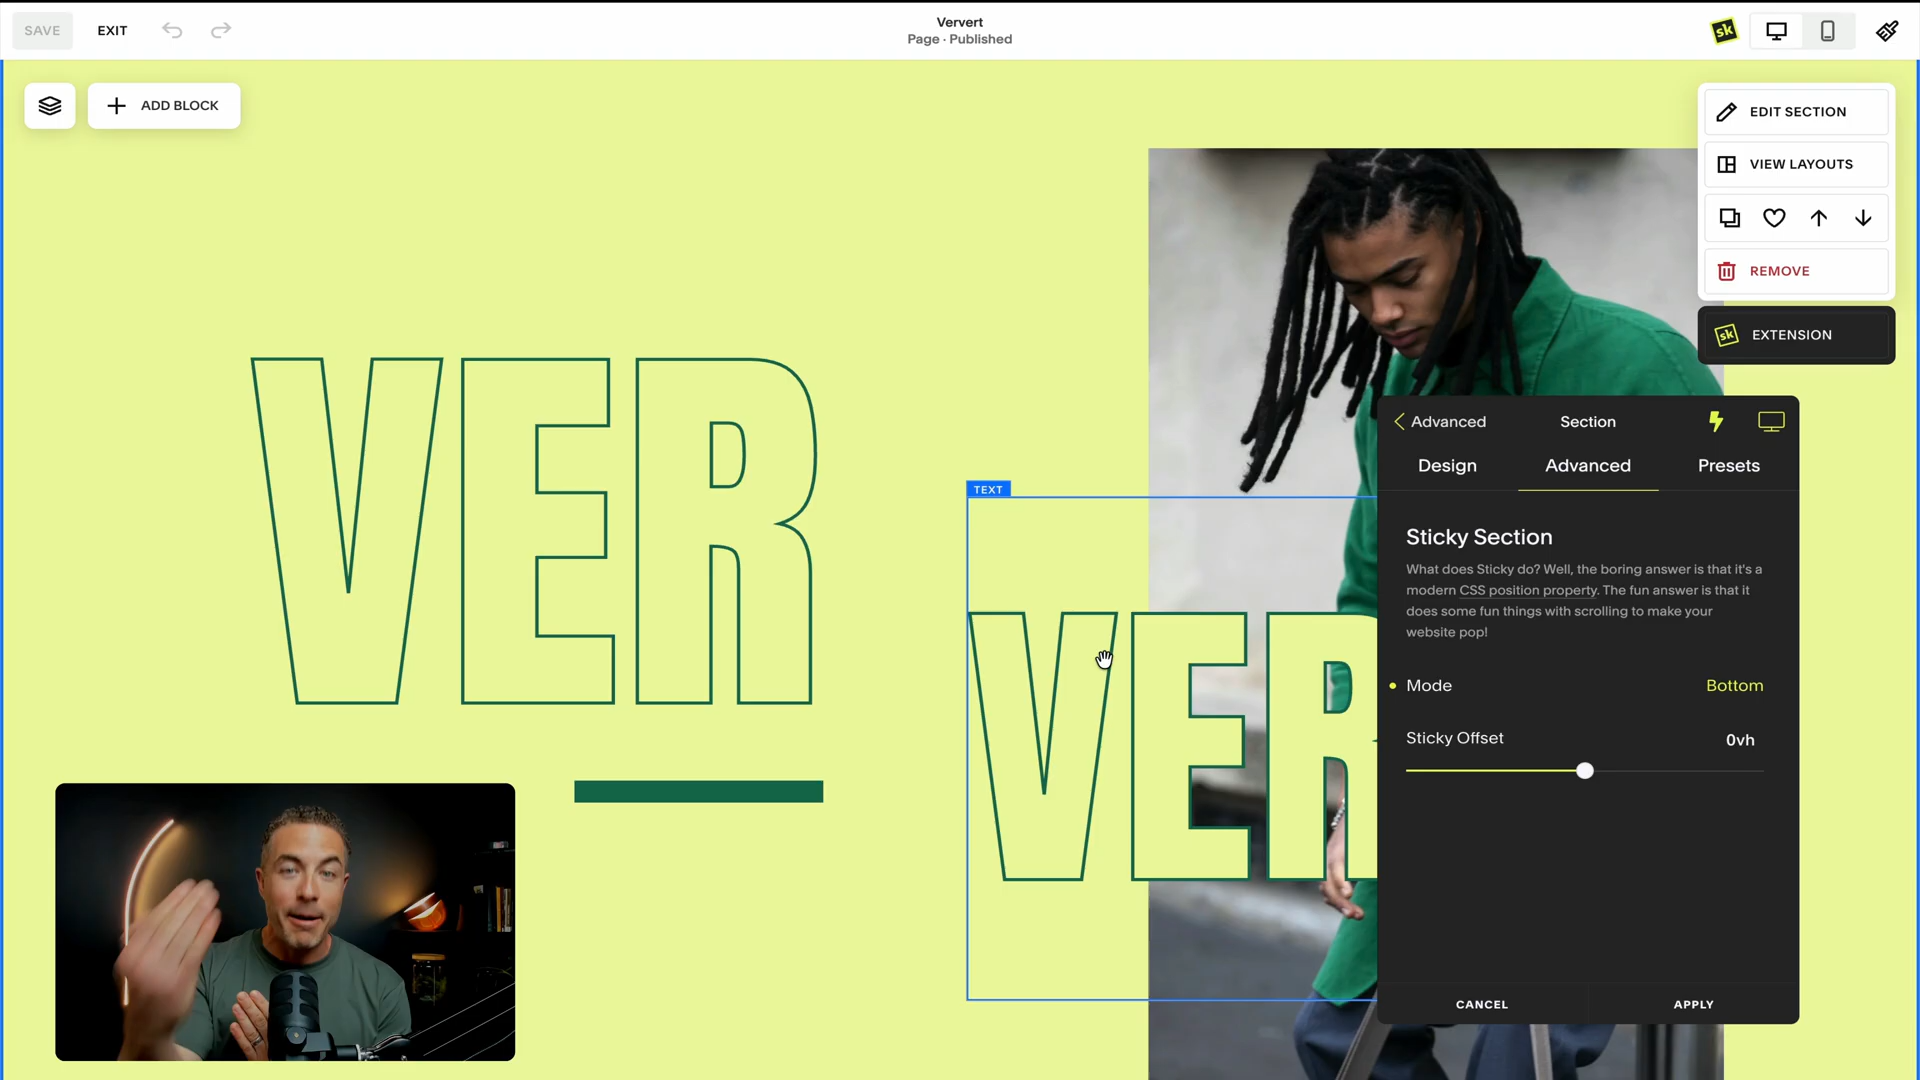 SAVE
EXIT
Ververt
Page · Published
sk
ADD BLOCK
EDIT SECTION
VIEW LAYOUTS
REMOVE
sk EXTENSION
VER
TEXT
VER
Advanced
Section
Design
Advanced
Presets
Sticky Section
What does Sticky do? Well, the boring answer is that it's a
modern CSS position property. The fun answer is that it
does some fun things with scrolling to make your
website pop!
Mode
Bottom
Sticky Offset
0vh
CANCEL
APPLY